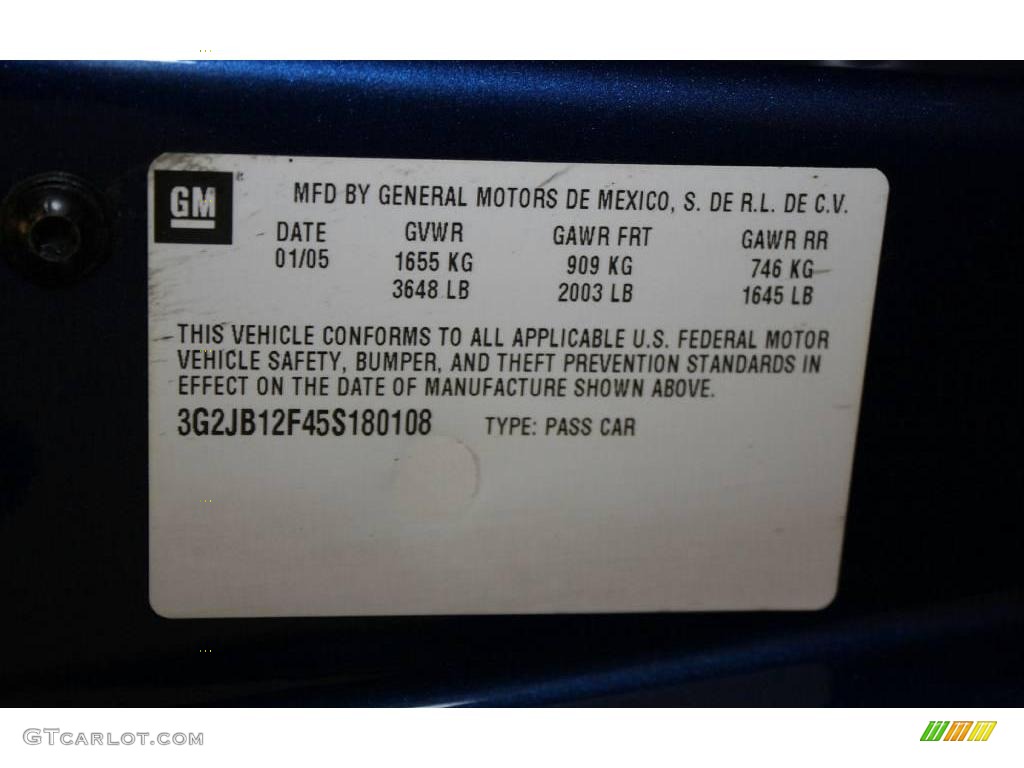 GM
MFD BY GENERAL MOTORS DE MEXICO, S. DE R.L. DE C.V.
DATE GVWR GAWR FRT GAWR RR
01/05 1655 KG 909 KG 746 KG
3648 LB 2003 LB 1645 LB
THIS VEHICLE CONFORMS TO ALL APPLICABLE U.S. FEDERAL MOTOR
VEHICLE SAFETY, BUMPER, AND THEFT PREVENTION STANDARDS IN
EFFECT ON THE DATE OF MANUFACTURE SHOWN ABOVE.
3G2JB12F45S180108 TYPE: PASS CAR
GTCARLOT.COM